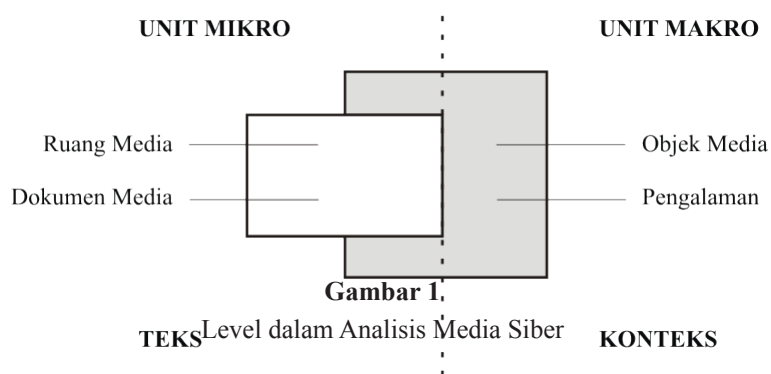 UNIT MIKRO
UNIT MAKRO
Ruang Media
Objek Media
Dokumen Media
Pengalaman
Gambar 1
TEKS
Level dalam Analisis Media Siber
KONTEKS